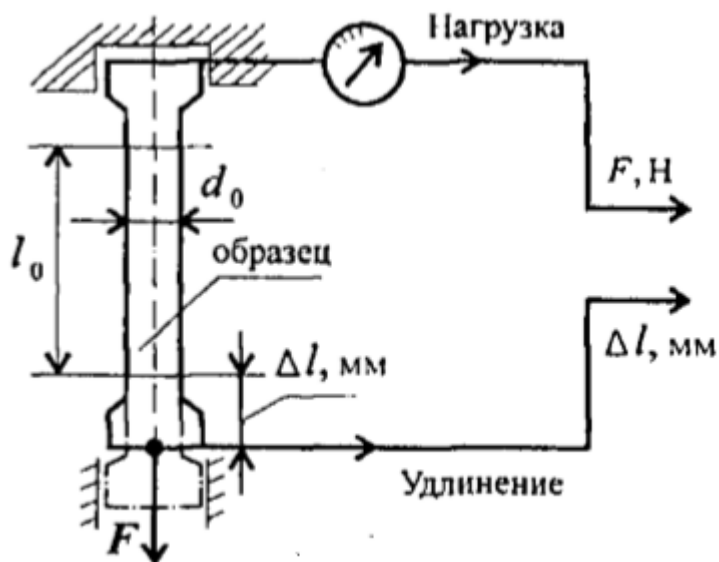 Нагрузка
F, Н
d₀
l₀
образец
Δl, мм
Δl, мм
Удлинение
F